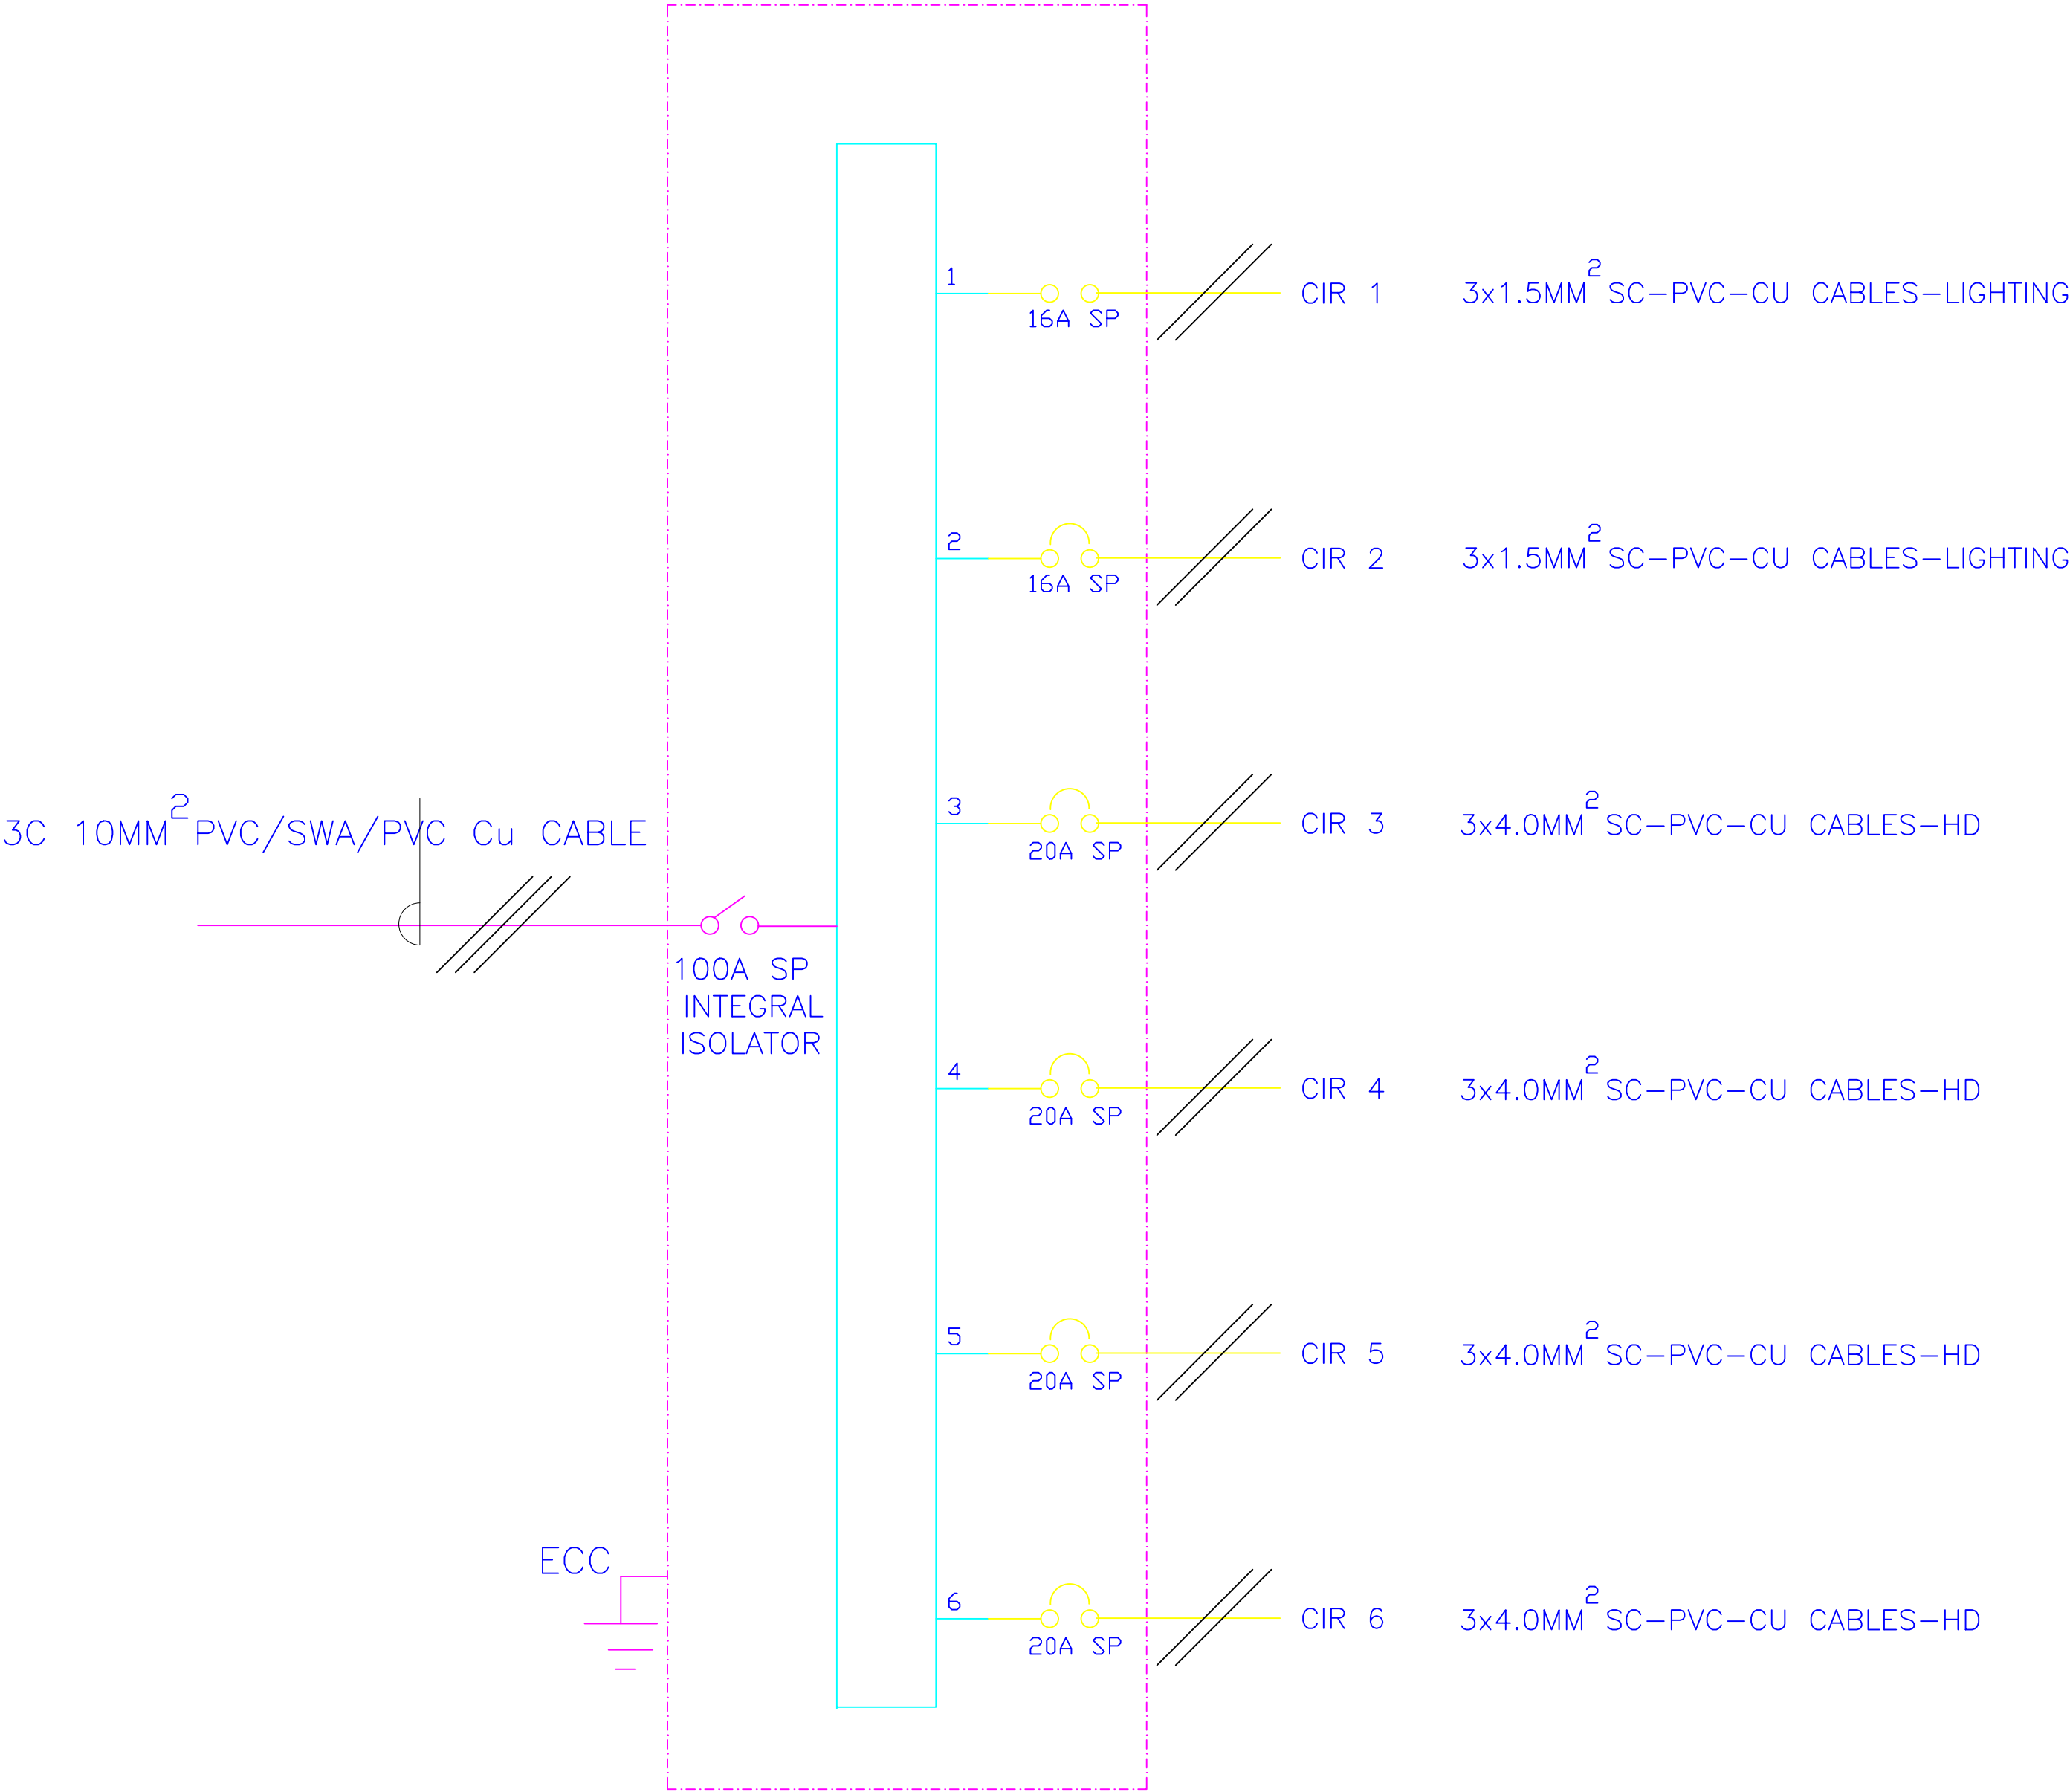 1
16A SP
CIR 1
3x1.5MM² SC-PVC-CU CABLES-LIGHTING
2
16A SP
CIR 2
3x1.5MM² SC-PVC-CU CABLES-LIGHTING
3
20A SP
CIR 3
3x4.0MM² SC-PVC-CU CABLES-HD
3C 10MM² PVC/SWA/PVC Cu CABLE
100A SP
INTEGRAL
ISOLATOR
4
20A SP
CIR 4
3x4.0MM² SC-PVC-CU CABLES-HD
5
20A SP
CIR 5
3x4.0MM² SC-PVC-CU CABLES-HD
ECC
6
20A SP
CIR 6
3x4.0MM² SC-PVC-CU CABLES-HD